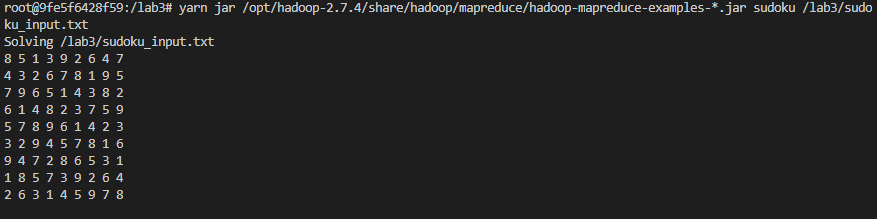 root@9fe5f6428f59:/lab3# yarn jar /opt/hadoop-2.7.4/share/hadoop/mapreduce/hadoop-mapreduce-examples-*.jar sudoku /lab3/sudo
ku_input.txt
Solving /lab3/sudoku_input.txt
8 5 1 3 9 2 6 4 7
4 3 2 6 7 8 1 9 5
7 9 6 5 1 4 3 8 2
6 1 4 8 2 3 7 5 9
5 7 8 9 6 1 4 2 3
3 2 9 4 5 7 8 1 6
9 4 7 2 8 6 5 3 1
1 8 5 7 3 9 2 6 4
2 6 3 1 4 5 9 7 8